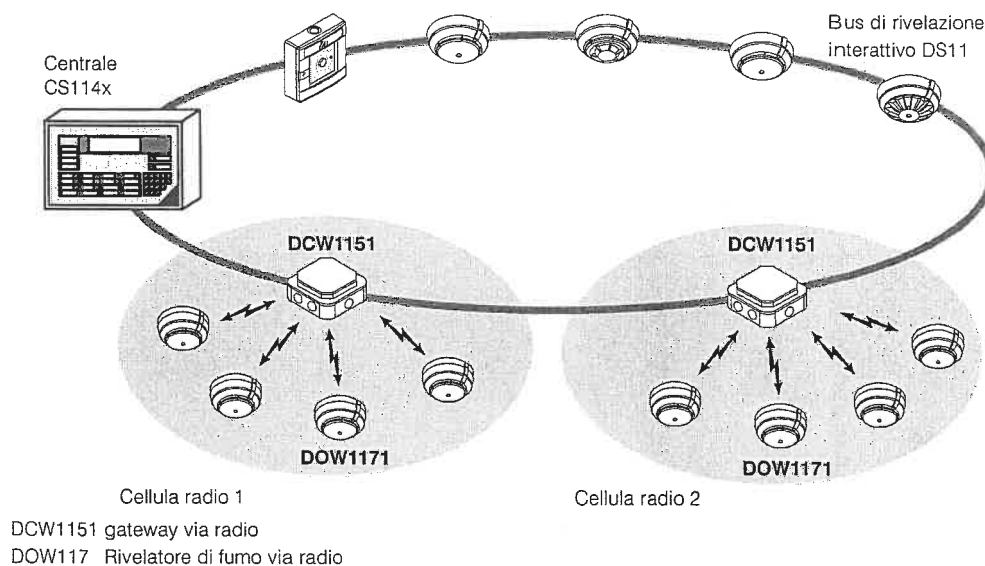 Centrale
CS114x
Bus di rivelazione
interattivo DS11
DCW1151
DCW1151
DOW1171
DOW1171
Cellula radio 1
Cellula radio 2
DCW1151 gateway via radio
DOW117 Rivelatore di fumo via radio